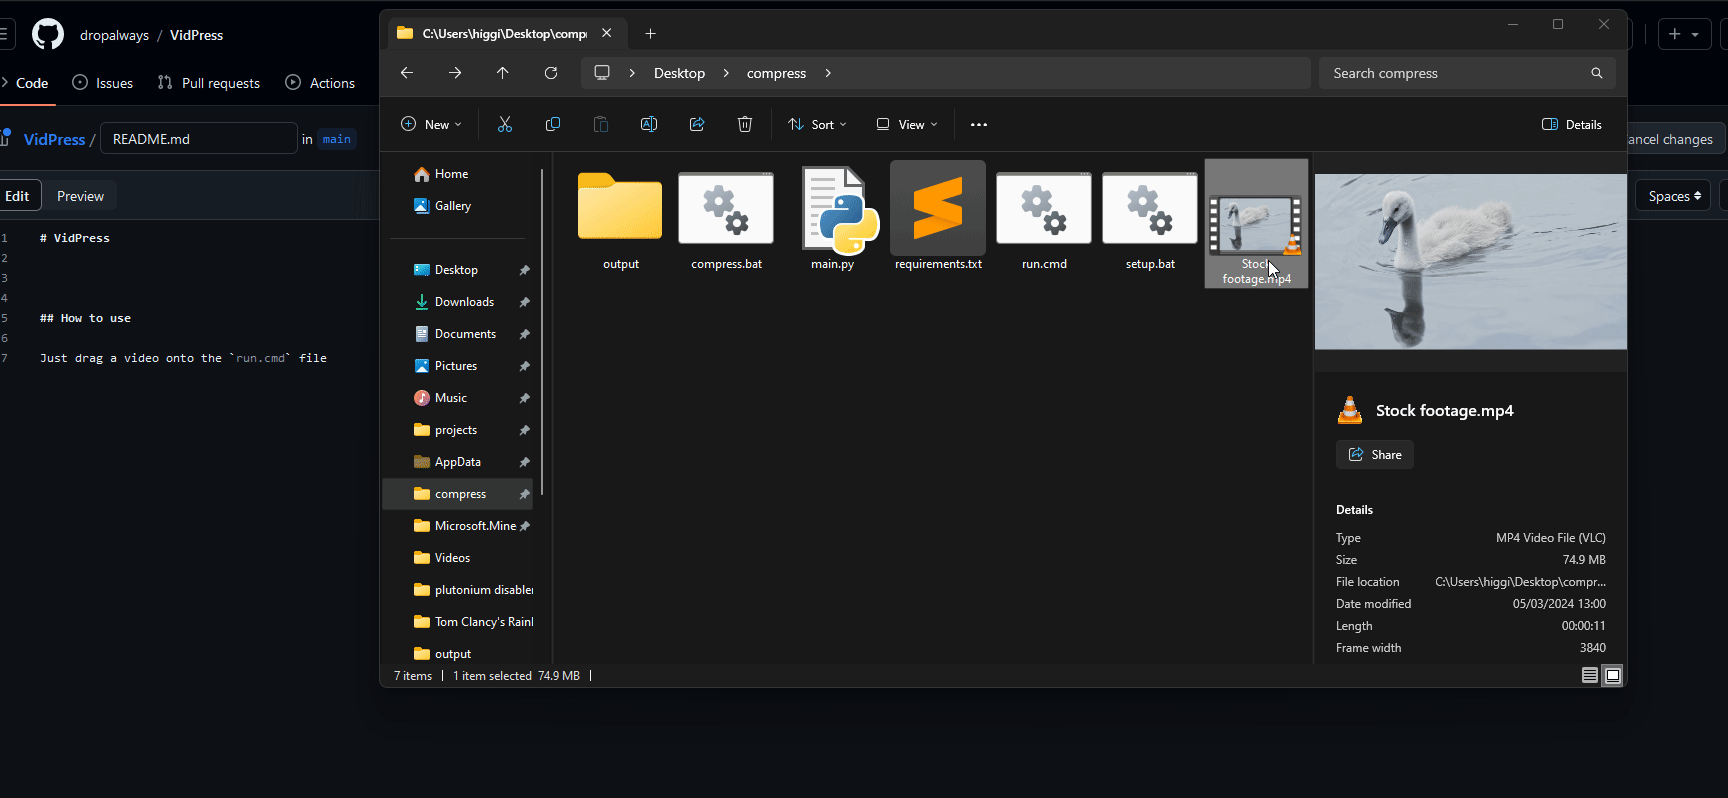 dropalways / VidPress
Code
Issues
Pull requests
Actions
VidPress / README.md in main
ancel changes
Edit
Preview
Spaces
1 # VidPress
2
3
4
5 ## How to use
6
7 Just drag a video onto the `run.cmd` file
C:\Users\higgi\Desktop\comp
Desktop > compress >
Search compress
New
Sort
View
Details
Home
Gallery
Desktop
Downloads
Documents
Pictures
Music
projects
AppData
compress
Microsoft.Mine
Videos
plutonium disable
Tom Clancy's Rain
output
output
compress.bat
main.py
requirements.txt
run.cmd
setup.bat
Stock
footage.mp4
Stock footage.mp4
Share
Details
Type MP4 Video File (VLC)
Size 74.9 MB
File location C:\Users\higgi\Desktop\compr...
Date modified 05/03/2024 13:00
Length 00:00:11
Frame width 3840
7 items | 1 item selected 74.9 MB |